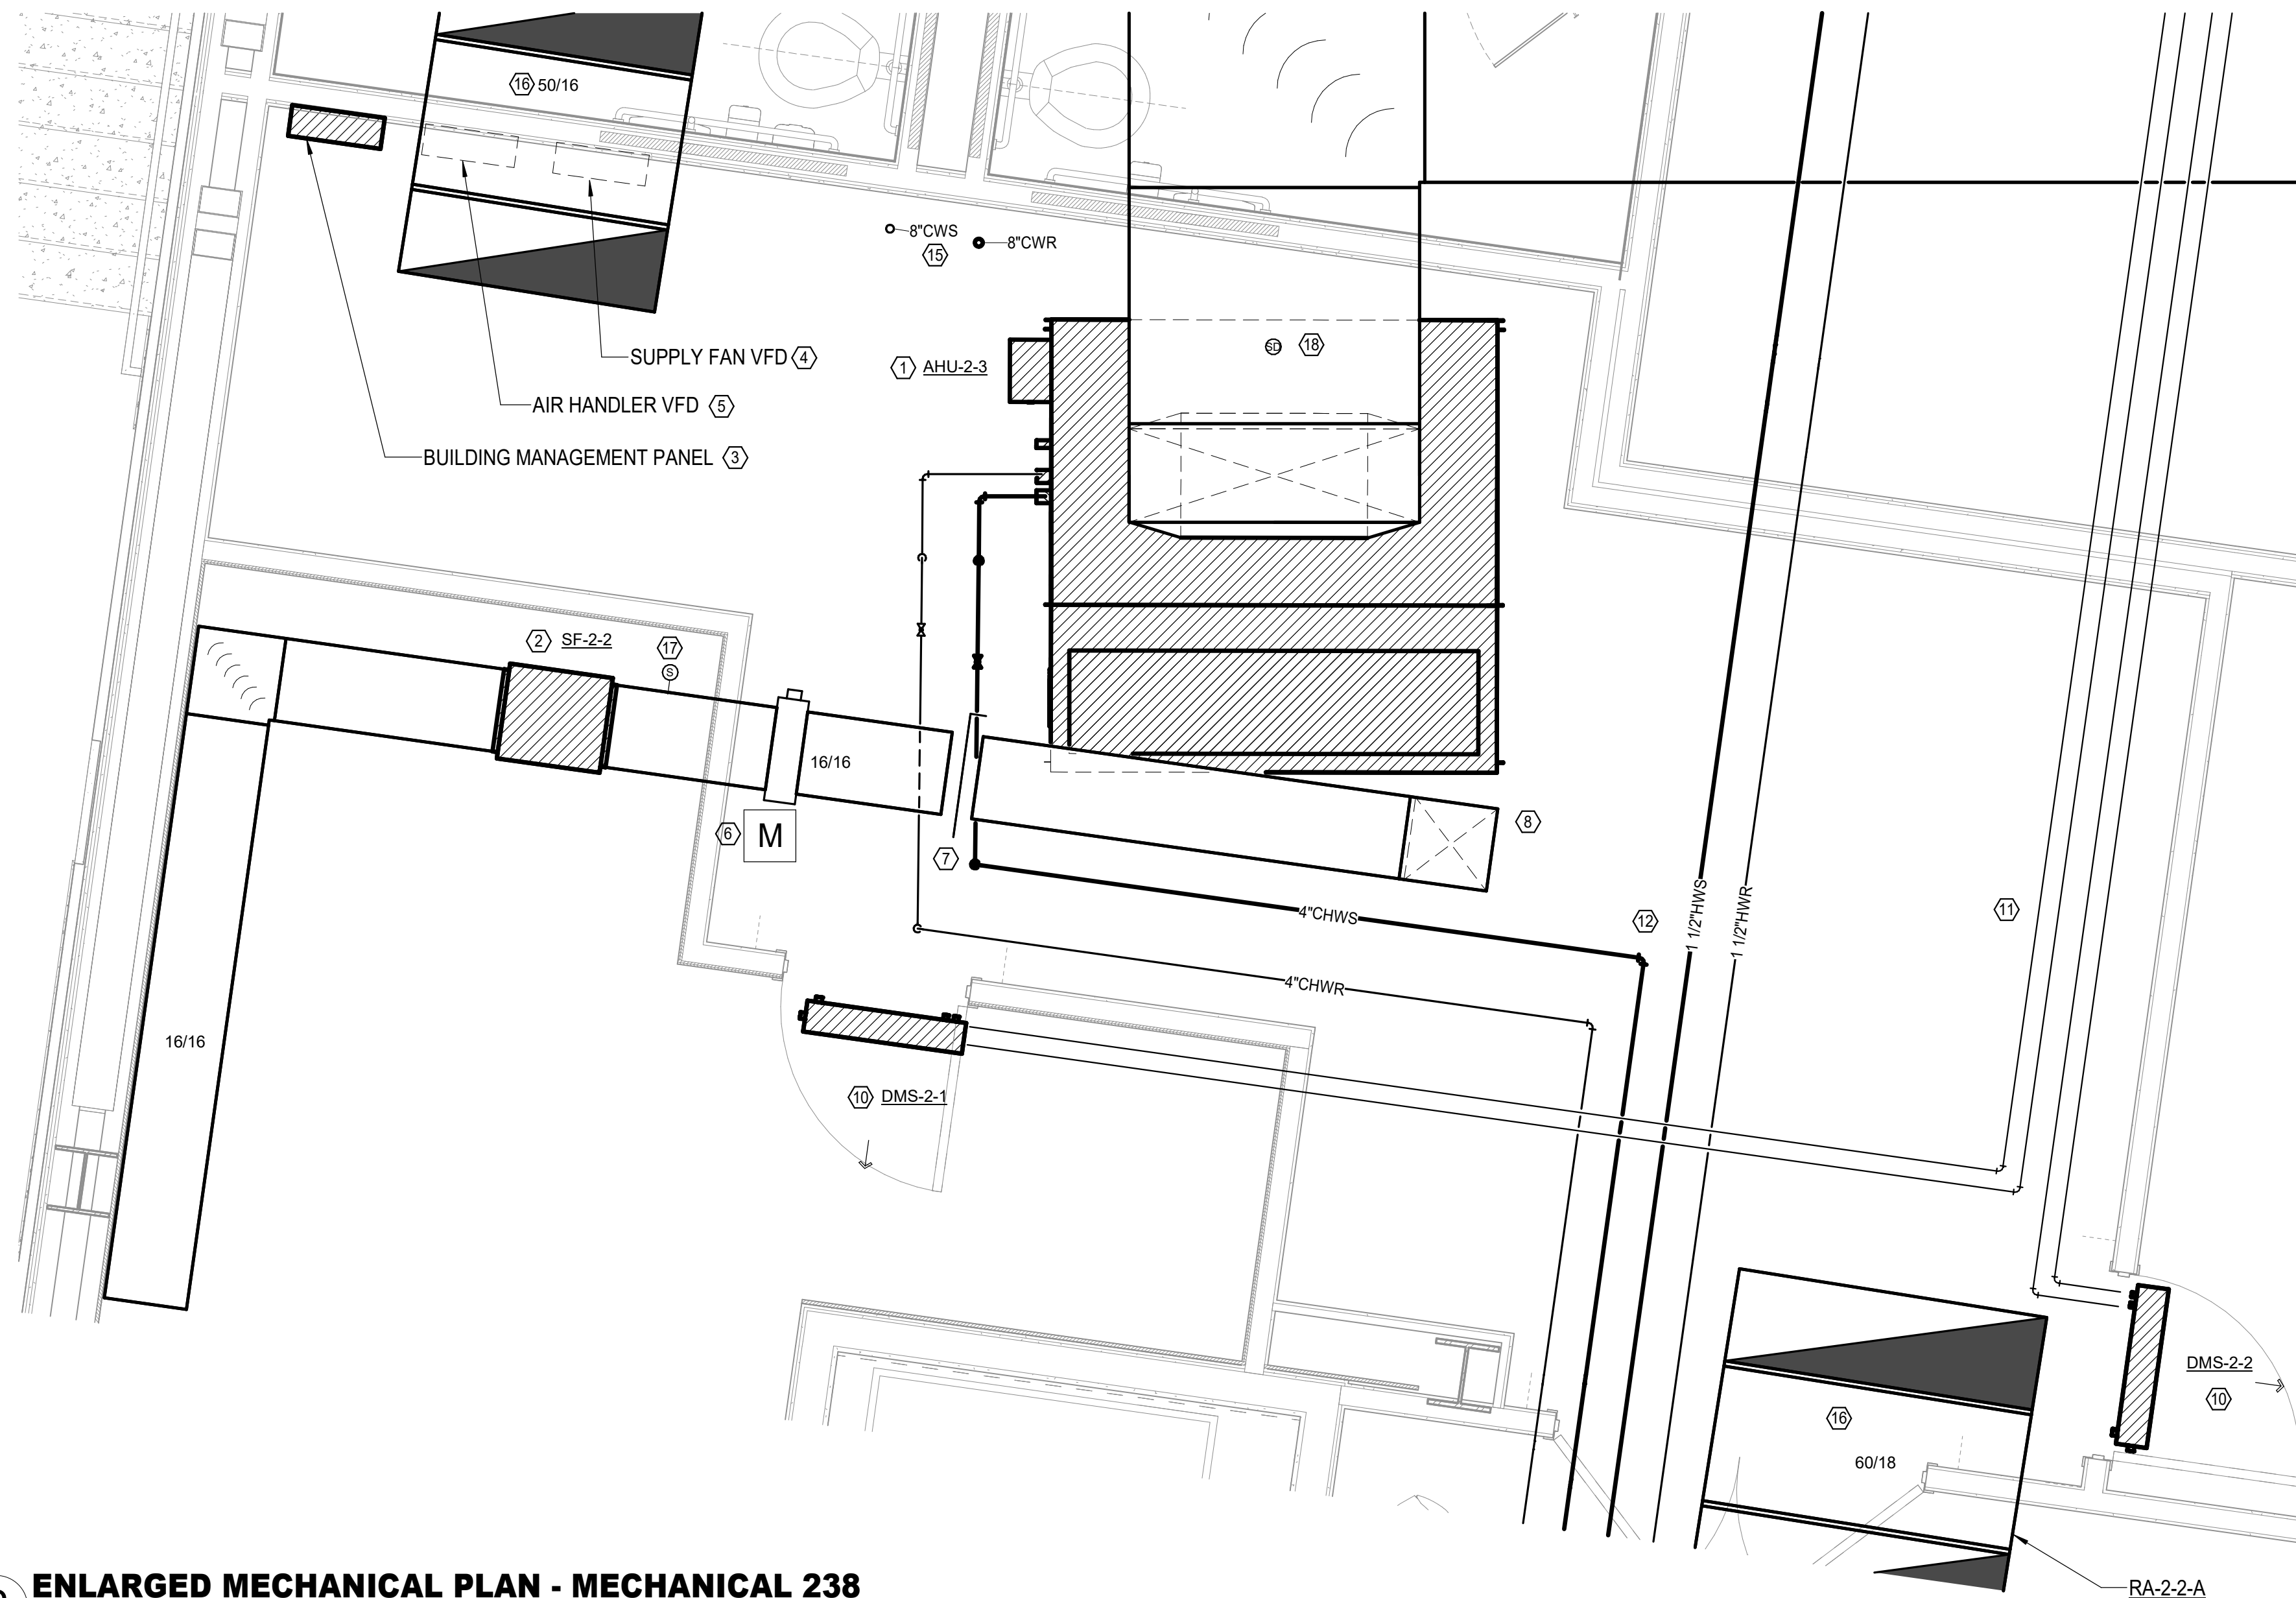 16 50/16
8"CWS
15
8"CWR
SD 18
SUPPLY FAN VFD 4
1 AHU-2-3
AIR HANDLER VFD 5
BUILDING MANAGEMENT PANEL 3
2 SF-2-2
17
S
16/16
6 M
8
7
4"CHWS
12
1 1/2"HWS
1 1/2"HWR
11
4"CHWR
16/16
10 DMS-2-1
DMS-2-2
10
16
60/18
RA-2-2-A
ENLARGED MECHANICAL PLAN - MECHANICAL 238